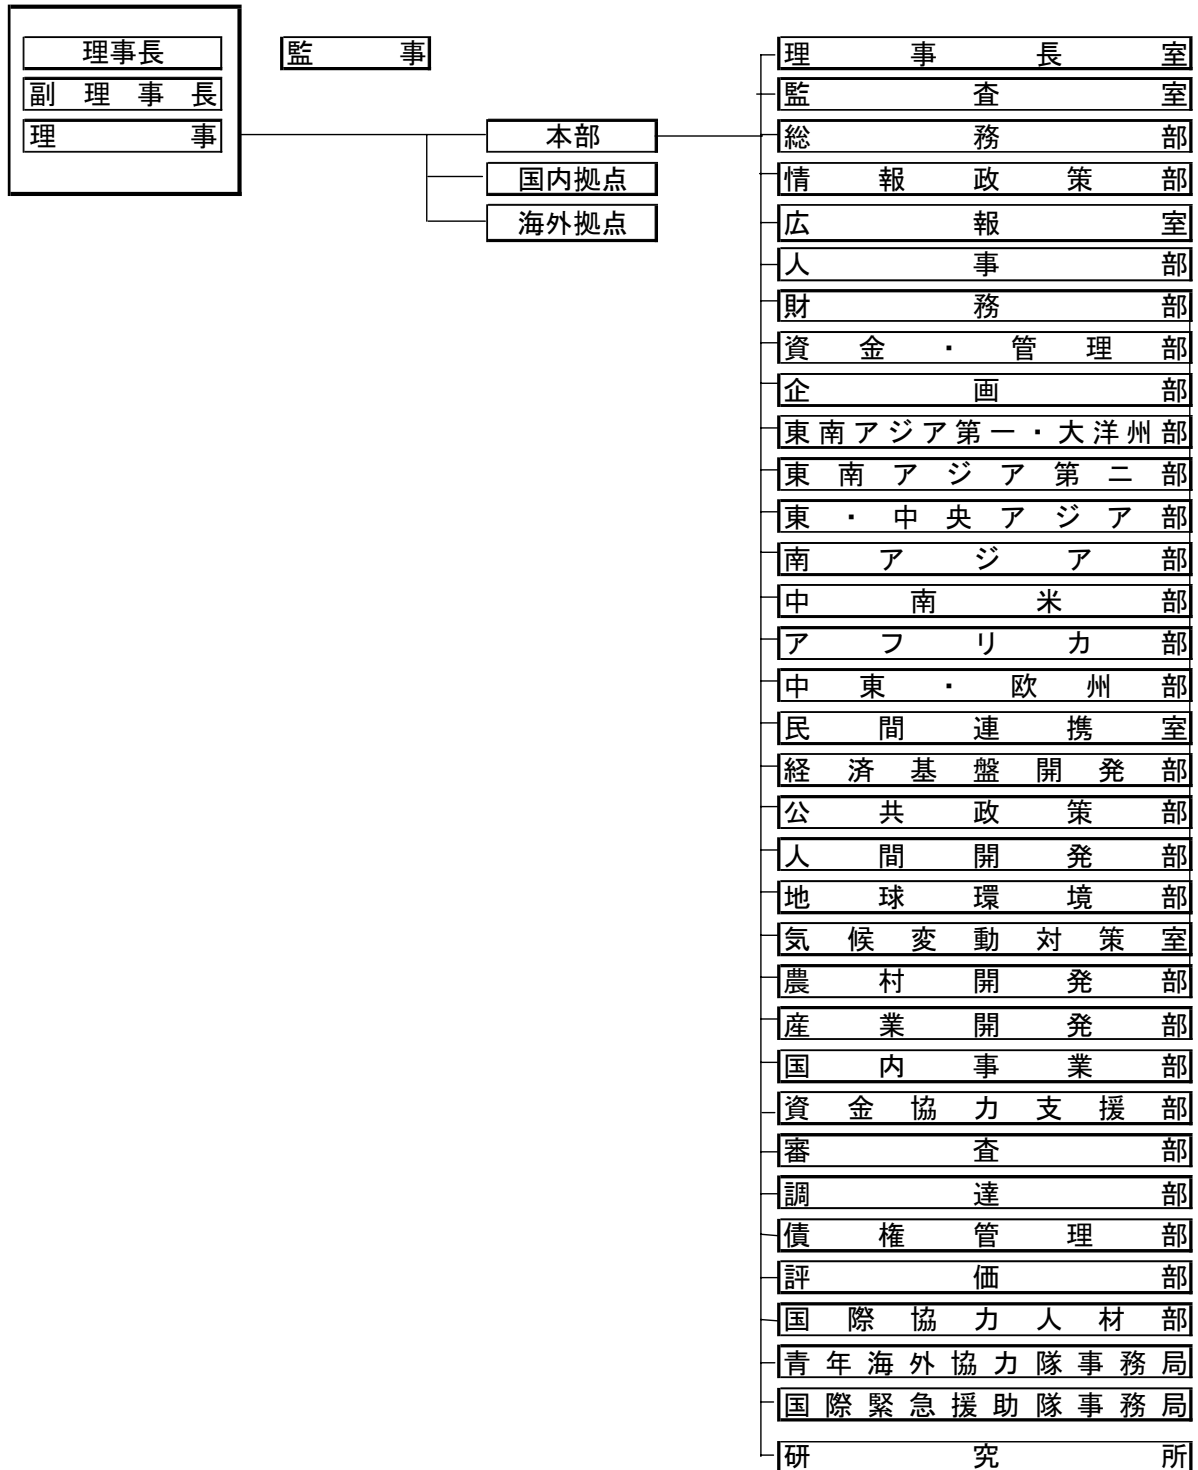 理事長
副理事長
理事
監事
本部
国内拠点
海外拠点
理事長室
監査室
総務部
情報政策部
広報室
人事部
財務部
資金・管理部
企画部
東南アジア第一・大洋州部
東南アジア第二部
東・中央アジア部
南アジア部
中南米部
アフリカ部
中東・欧州部
民間連携室
経済基盤開発部
公共政策部
人間開発部
地球環境部
気候変動対策室
農村開発部
産業開発部
国内事業部
資金協力支援部
審査部
調達部
債権管理部
評価部
国際協力人材部
青年海外協力隊事務局
国際緊急援助隊事務局
研究所